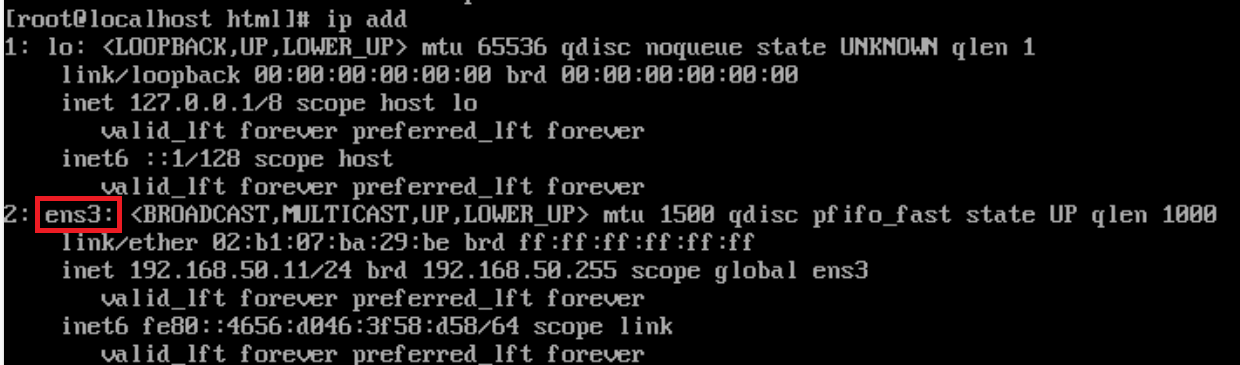 [root@localhost html]# ip add
1: lo: <LOOPBACK,UP,LOWER_UP> mtu 65536 qdisc noqueue state UNKNOWN qlen 1
    link/loopback 00:00:00:00:00:00 brd 00:00:00:00:00:00
    inet 127.0.0.1/8 scope host lo
       valid_lft forever preferred_lft forever
    inet6 ::1/128 scope host
       valid_lft forever preferred_lft forever
2: ens3: <BROADCAST,MULTICAST,UP,LOWER_UP> mtu 1500 qdisc pfifo_fast state UP qlen 1000
    link/ether 02:b1:07:ba:29:be brd ff:ff:ff:ff:ff:ff
    inet 192.168.50.11/24 brd 192.168.50.255 scope global ens3
       valid_lft forever preferred_lft forever
    inet6 fe80::4656:d046:3f58:d58/64 scope link
       valid_lft forever preferred_lft forever